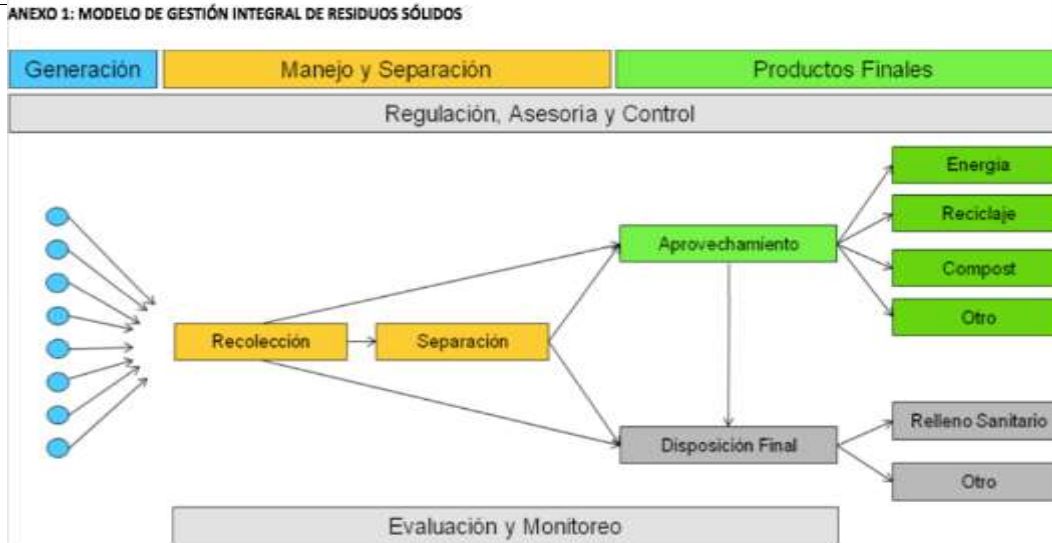 ANEXO 1: MODELO DE GESTIÓN INTEGRAL DE RESIDUOS SÓLIDOS
Generación
Manejo y Separación
Productos Finales
Regulación, Asesoría y Control
Energía
Reciclaje
Aprovechamiento
Compost
Otro
Recolección
Separación
Relleno Sanitario
Disposición Final
Otro
Evaluación y Monitoreo